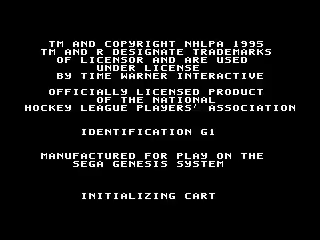 TM AND COPYRIGHT NHLPA 1995
TM AND R DESIGNATE TRADEMARKS
OF LICENSOR AND ARE USED
UNDER LICENSE
BY TIME WARNER INTERACTIVE
OFFICIALLY LICENSED PRODUCT
OF THE NATIONAL
HOCKEY LEAGUE PLAYERS' ASSOCIATION
IDENTIFICATION G1
MANUFACTURED FOR PLAY ON THE
SEGA GENESIS SYSTEM
INITIALIZING CART